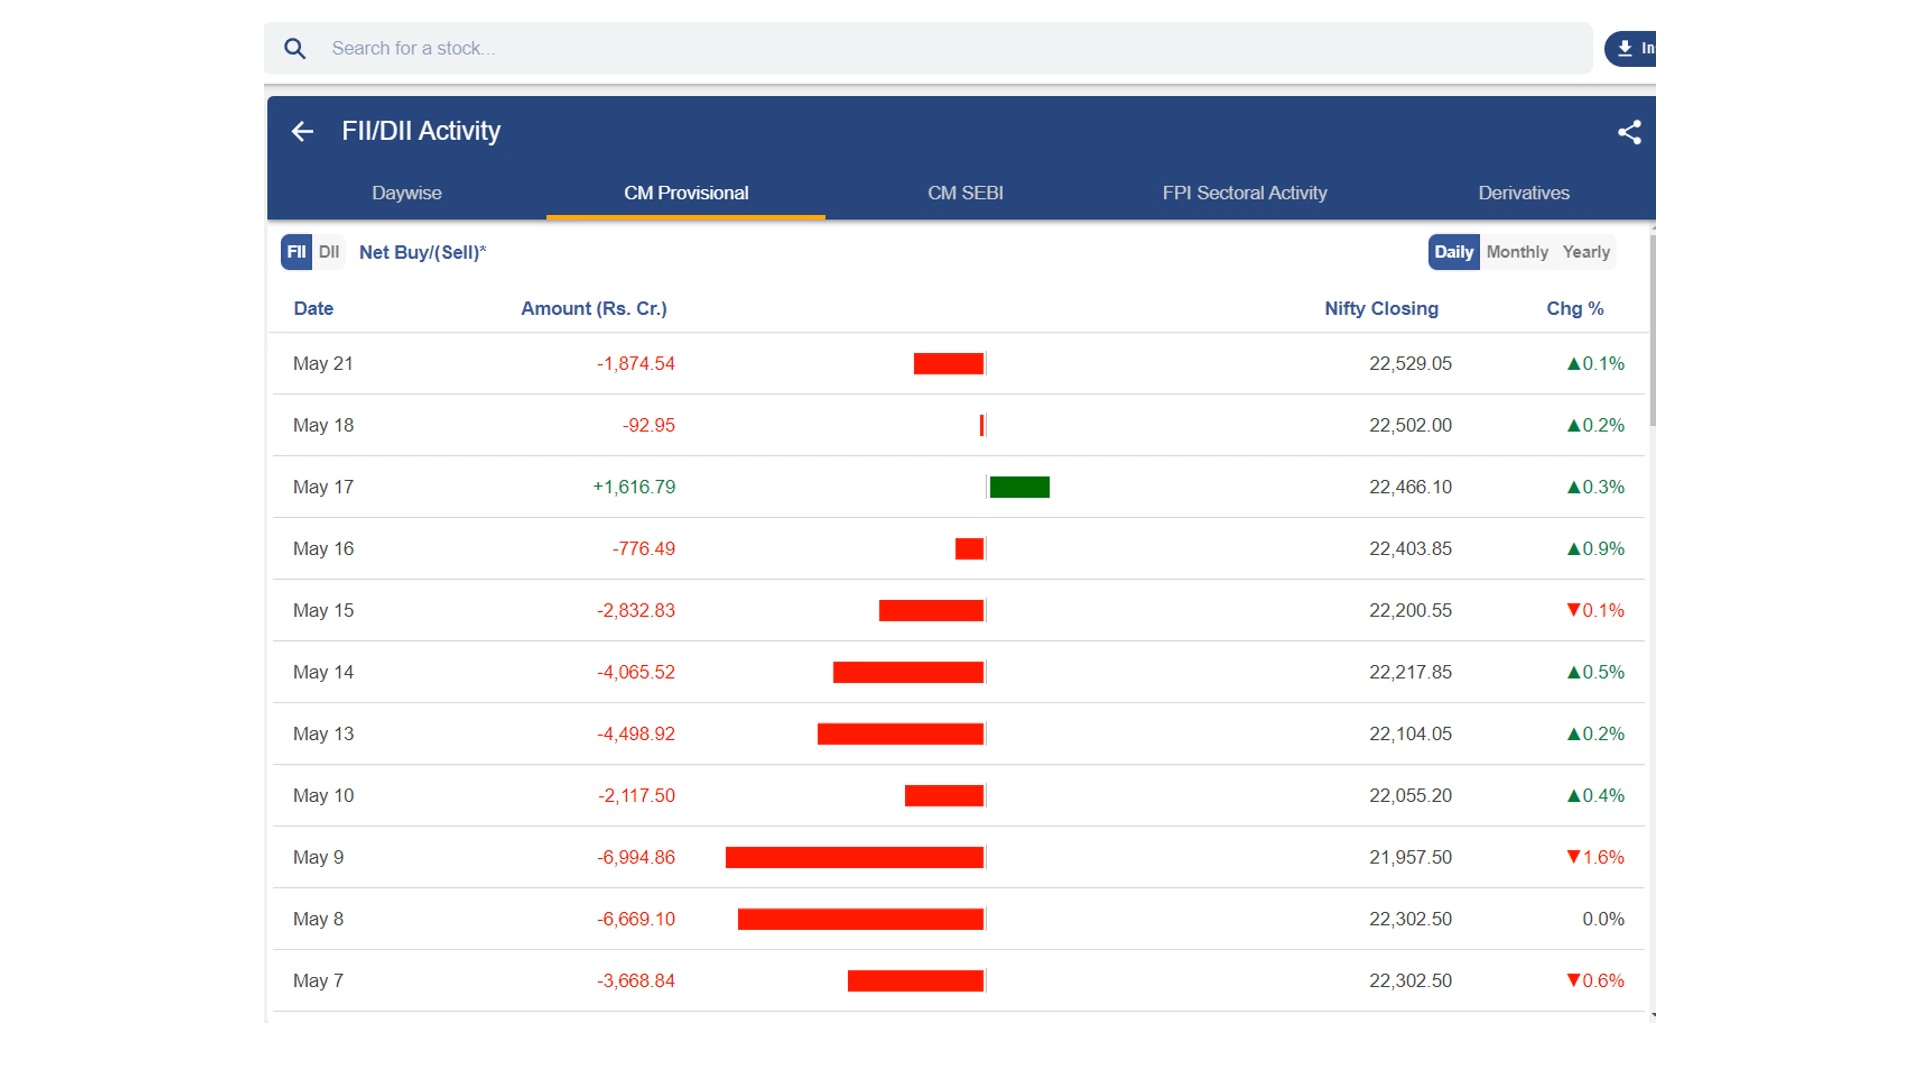 Search for a stock...
FII/DII Activity
Daywise CM Provisional CM SEBI FPI Sectoral Activity Derivatives
FII DII Net Buy/(Sell)* Daily Monthly Yearly
Date Amount (Rs. Cr.) Nifty Closing Chg %
May 21 -1,874.54 22,529.05 ▲0.1%
May 18 -92.95 22,502.00 ▲0.2%
May 17 +1,616.79 22,466.10 ▲0.3%
May 16 -776.49 22,403.85 ▲0.9%
May 15 -2,832.83 22,200.55 ▼0.1%
May 14 -4,065.52 22,217.85 ▲0.5%
May 13 -4,498.92 22,104.05 ▲0.2%
May 10 -2,117.50 22,055.20 ▲0.4%
May 9 -6,994.86 21,957.50 ▼1.6%
May 8 -6,669.10 22,302.50 0.0%
May 7 -3,668.84 22,302.50 ▼0.6%